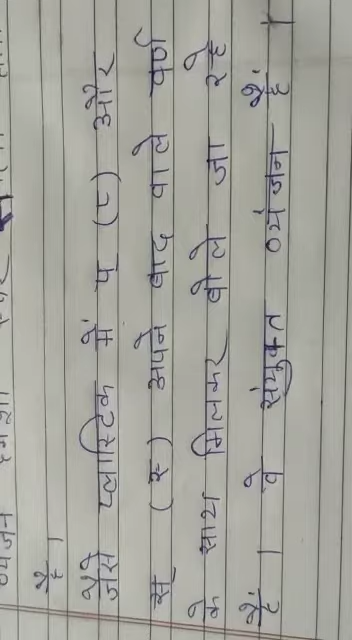 है।
जैसे प्लास्टिक में प् (प्) और
स् (स्) अपने बाद वाले वर्ण
के साथ मिलकर बोले जा रहे
हैं। वे संयुक्त व्यंजन हैं।